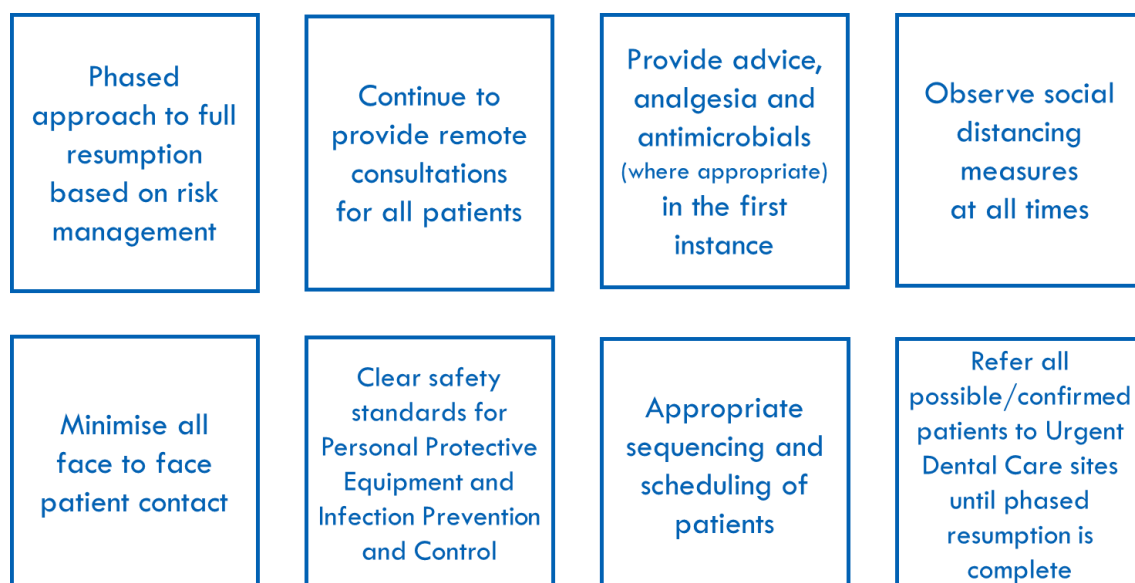 Phased
approach to full
resumption
based on risk
management
Continue to
provide remote
consultations
for all patients
Provide advice,
analgesia and
antimicrobials
(where appropriate)
in the first
instance
Observe social
distancing
measures
at all times
Minimise all
face to face
patient contact
Clear safety
standards for
Personal Protective
Equipment and
Infection Prevention
and Control
Appropriate
sequencing and
scheduling of
patients
Refer all
possible/confirmed
patients to Urgent
Dental Care sites
until phased
resumption is
complete